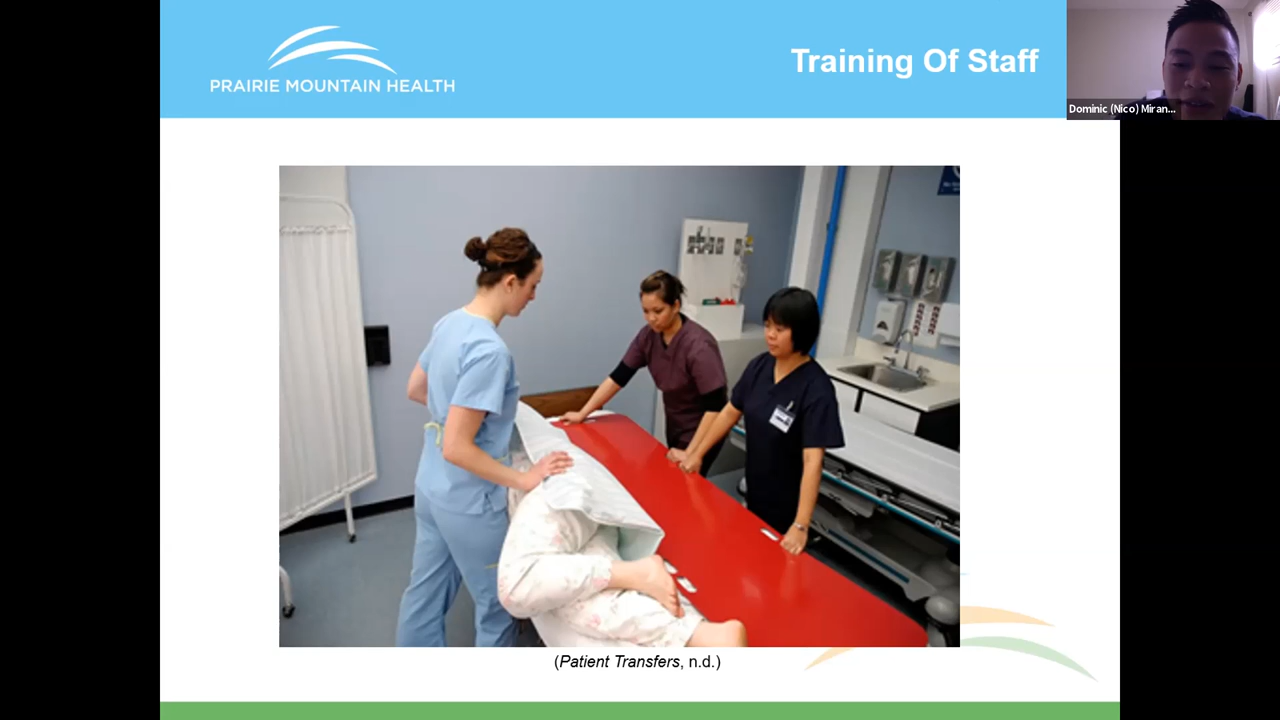 PRAIRIE MOUNTAIN HEALTH
Training Of Staff
Dominic (Nico) Miran...
(Patient Transfers, n.d.)